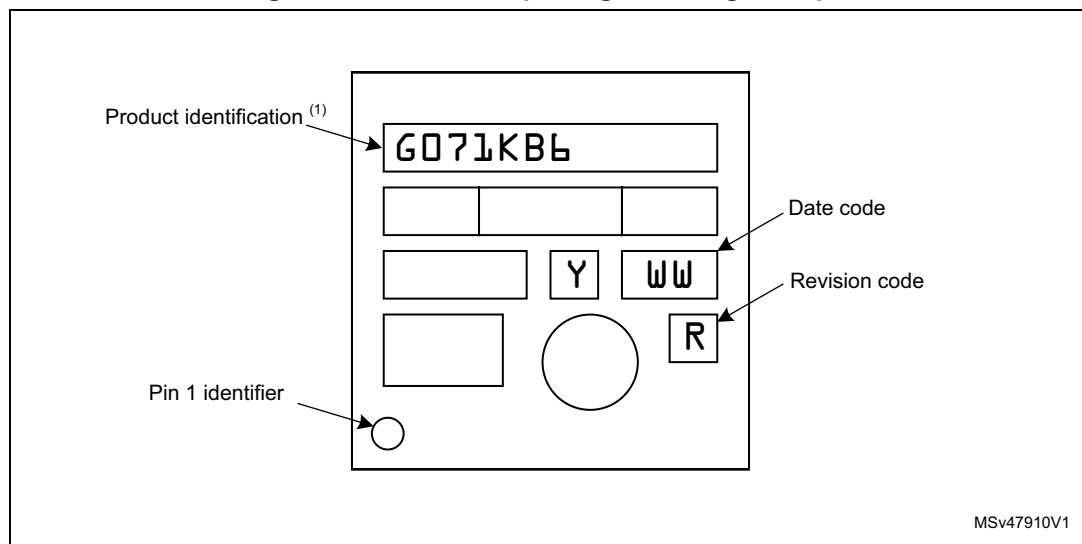 Product identification (1)
G071KB6
Date code
Y WW
Revision code
R
Pin 1 identifier
MSv47910V1